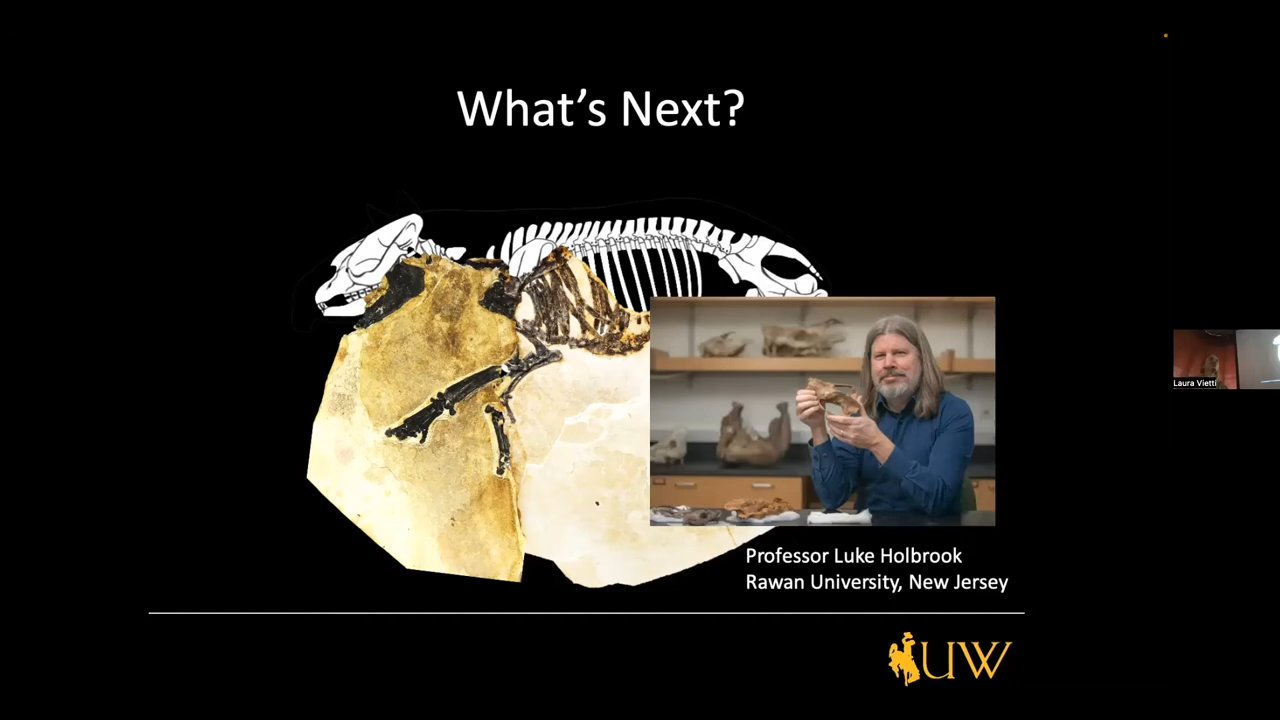 What's Next?
Laura Vietti
Professor Luke Holbrook
Rawan University, New Jersey
UW